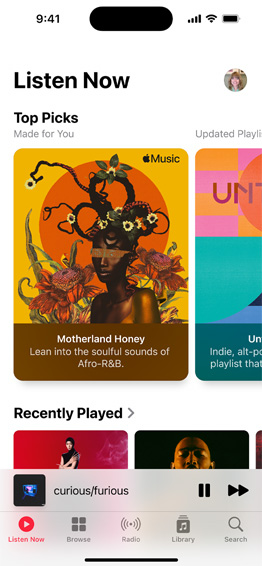 9:41
Listen Now
Top Picks
Made for You
Updated Playli
Music
UNT
Motherland Honey
Lean into the soulful sounds of
Afro-R&B.
Un
Indie, alt-po
playlist that
Recently Played >
curious/furious
Listen Now
Browse
Radio
Library
Search